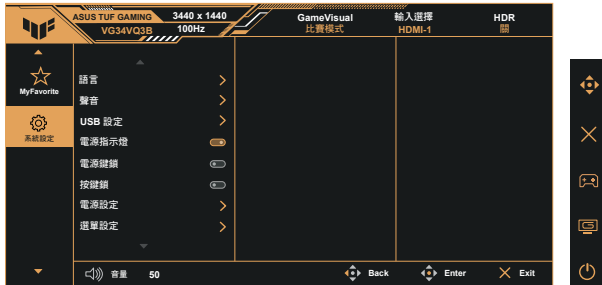 ASUS TUF GAMING 3440 x 1440
VG34VQ3B 100Hz
GameVisual 輸入選擇 HDR
比賽模式 HDMI-1 關
MyFavorite
系統設定
語言
聲音
USB 設定
電源指示燈
電源鍵鎖
按鍵鎖
電源設定
選單設定
音量 50
Back Enter Exit